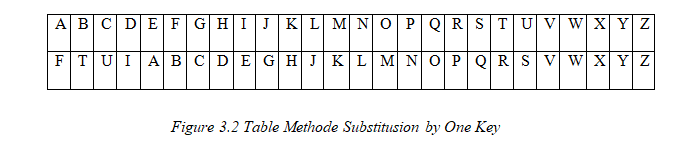 A B C D E F G H I J K L M N O P Q R S T U V W X Y Z
F T U I A B C D E G H J K L M N O P Q R S V W X Y Z
Figure 3.2 Table Methode Substitusion by One Key